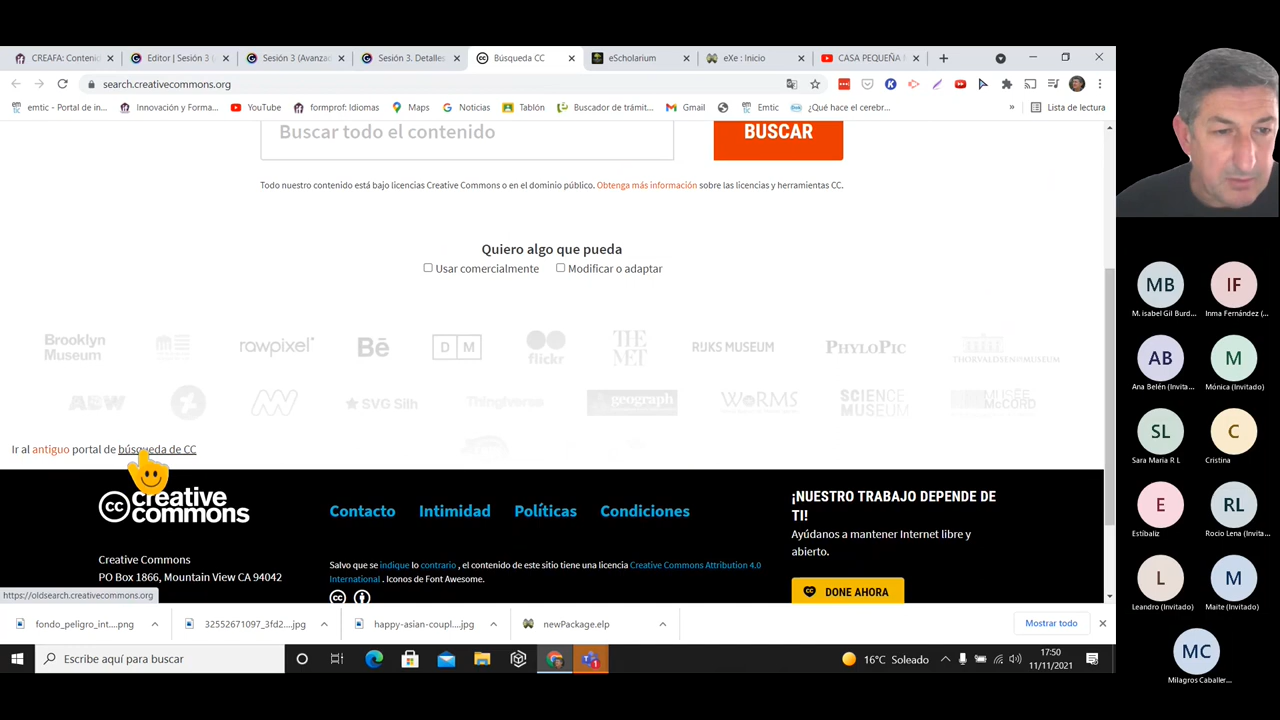 CREAFA: Contenid
Editor | Sesión 3 (
Sesión 3 (Avanzad
Sesión 3. Detalles
Búsqueda CC
eScholarium
eXe : Inicio
CASA PEQUEÑA M
search.creativecommons.org
emtic - Portal de in...
Innovación y Forma...
YouTube
formprof: Idiomas
Maps
Noticias
Tablón
Buscador de trámit...
Gmail
Emtic
¿Qué hace el cerebr...
»
Lista de lectura
Buscar todo el contenido
BUSCAR
Todo nuestro contenido está bajo licencias Creative Commons o en el dominio público. Obtenga más información sobre las licencias y herramientas CC.
Quiero algo que pueda
Usar comercialmente
Modificar o adaptar
Brooklyn
Museum
rawpixel
Bē
D M
flickr
THE
MET
RIJKS MUSEUM
PHYLOPIC
THORVALDSENS MUSEUM
SVG Silh
Thingiverse
geograph
WoRMS
SCIENCE
MUSEUM
MUSÉE
McCORD
Ir al antiguo portal de búsqueda de CC
cc creative
commons
Contacto
Intimidad
Políticas
Condiciones
¡NUESTRO TRABAJO DEPENDE DE
TI!
Ayúdanos a mantener Internet libre y
abierto.
Creative Commons
PO Box 1866, Mountain View CA 94042
Salvo que se indique lo contrario , el contenido de este sitio tiene una licencia Creative Commons Attribution 4.0
International . Iconos de Font Awesome.
DONE AHORA
https://oldsearch.creativecommons.org
fondo_peligro_int....png
32552671097_3fd2....jpg
happy-asian-coupl....jpg
newPackage.elp
Mostrar todo
Escribe aquí para buscar
16°C Soleado
17:50
11/11/2021
MB
M. isabel Gil Burd...
IF
Inma Fernández (...
AB
Ana Belén (Invita...
M
Mónica (Invitado)
SL
Sara Maria R L
C
Cristina
E
Estíbaliz
RL
Rocio Lena (Invita...
L
Leandro (Invitado)
M
Maite (Invitado)
MC
Milagros Caballer...